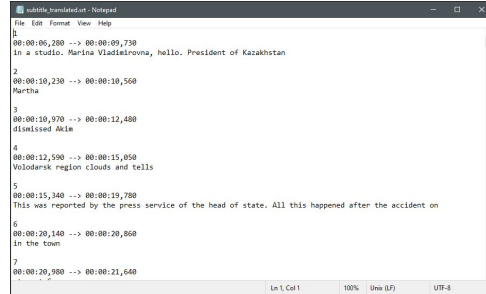 subtitle_translated.srt - Notepad
File Edit Format View Help
1
00:00:06,280 --> 00:00:09,730
in a studio. Marina Vladimirovna, hello. President of Kazakhstan

2
00:00:10,230 --> 00:00:10,560
Martha

3
00:00:10,970 --> 00:00:12,480
dismissed Akim

4
00:00:12,590 --> 00:00:15,050
Volodarsk region clouds and tells

5
00:00:15,340 --> 00:00:19,780
This was reported by the press service of the head of state. All this happened after the accident on

6
00:00:20,140 --> 00:00:20,860
in the town

7
00:00:20,980 --> 00:00:21,640
Ln 1, Col 1 100% Unix (LF) UTF-8